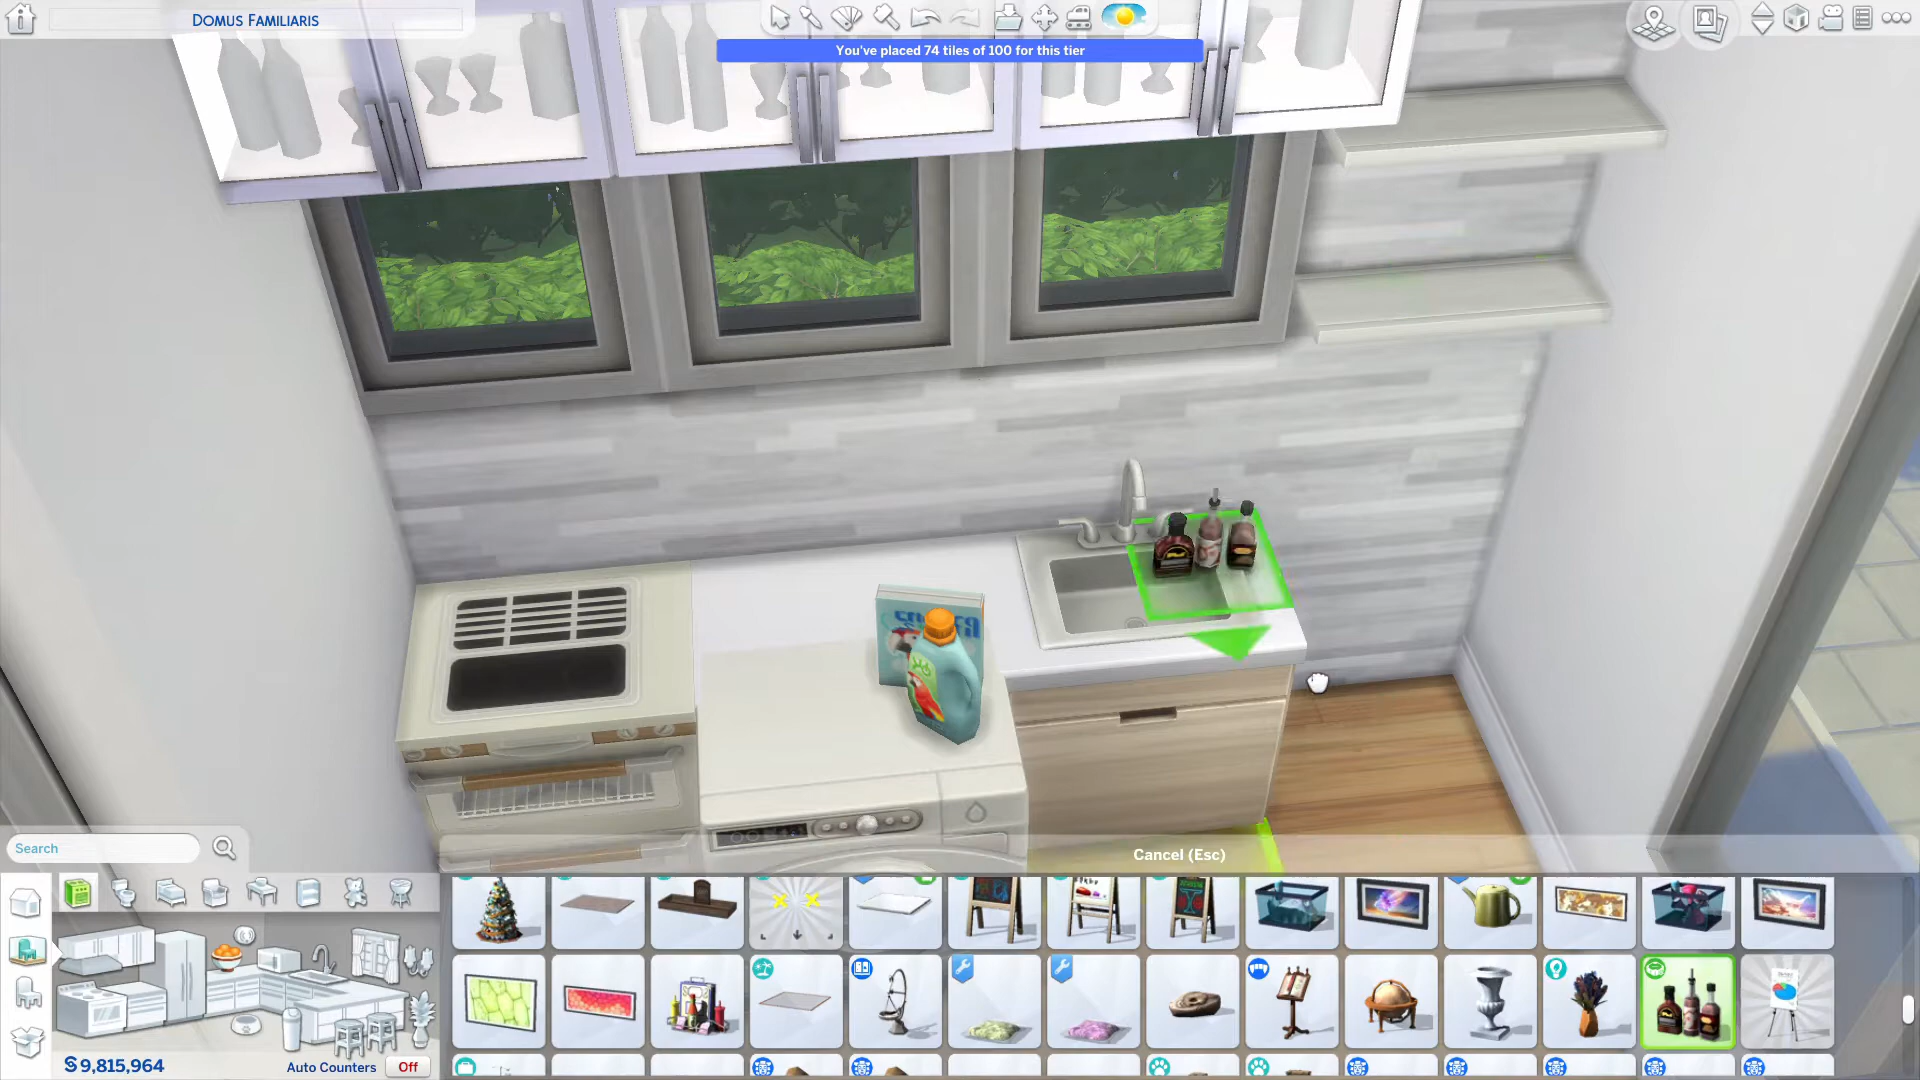 Domus Familiaris
You've placed 74 tiles of 100 for this tier
Cancel (Esc)
Search
9,815,964
Auto Counters
Off